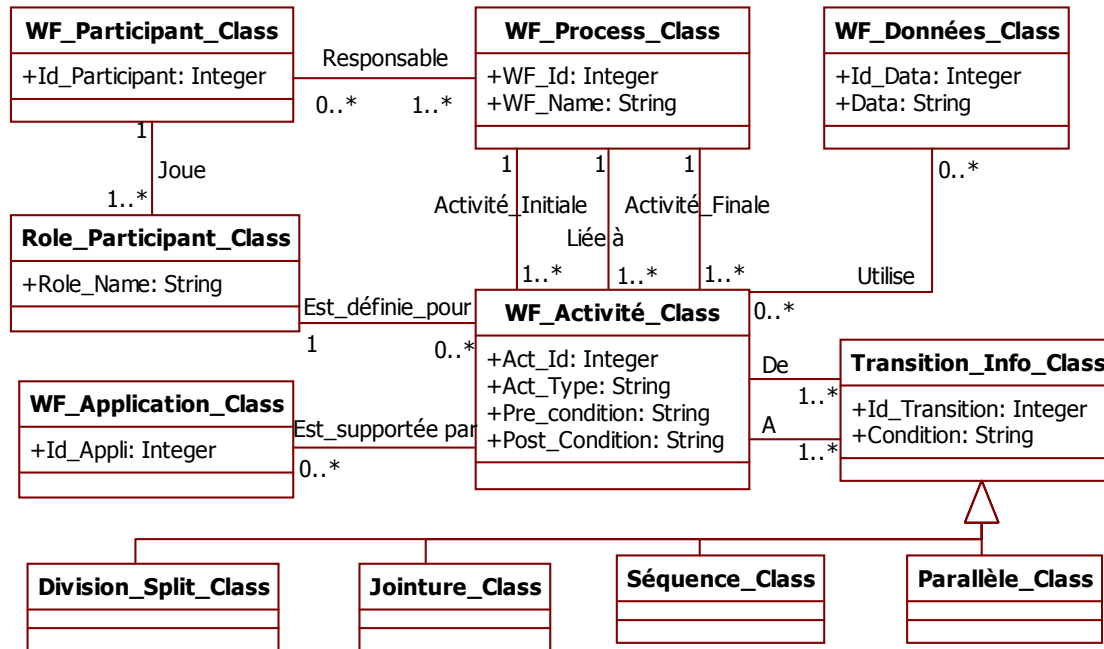 WF_Participant_Class
+Id_Participant: Integer
Responsable
0..*
1..*
WF_Process_Class
+WF_Id: Integer
+WF_Name: String
WF_Données_Class
+Id_Data: Integer
+Data: String
1
Joue
1..*
1
1
1
Activité_Initiale
Activité_Finale
Liée à
1..*
1..*
1..*
0..*
Utilise
0..*
Role_Participant_Class
+Role_Name: String
Est_définie_pour
1
0..*
WF_Activité_Class
+Act_Id: Integer
+Act_Type: String
+Pre_condition: String
+Post_Condition: String
De
1..*
A
1..*
Transition_Info_Class
+Id_Transition: Integer
+Condition: String
WF_Application_Class
+Id_Appli: Integer
Est_supportée par
0..*
Division_Split_Class
Jointure_Class
Séquence_Class
Parallèle_Class